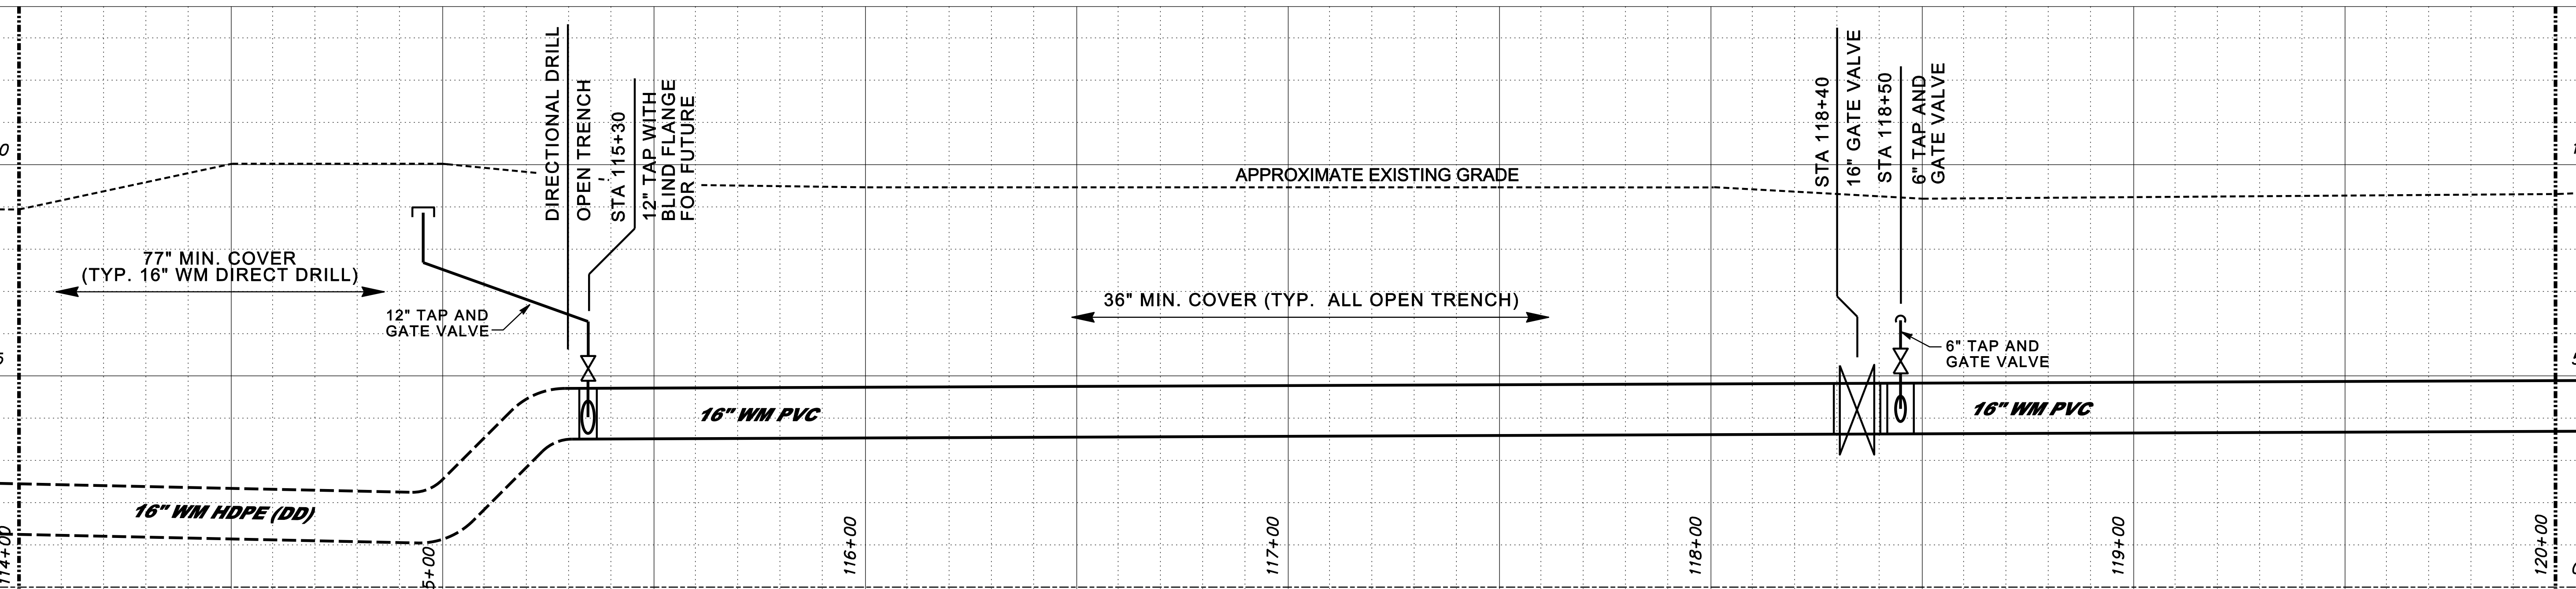 DIRECTIONAL DRILL
OPEN TRENCH
STA 115+30
12" TAP WITH
BLIND FLANGE
FOR FUTURE
STA 118+40
16" GATE VALVE
STA 118+50
6" TAP AND
GATE VALVE
0
APPROXIMATE EXISTING GRADE
77" MIN. COVER
(TYP. 16" WM DIRECT DRILL)
12" TAP AND
GATE VALVE
36" MIN. COVER (TYP. ALL OPEN TRENCH)
6" TAP AND
GATE VALVE
16" WM PVC
16" WM PVC
16" WM HDPE (DD)
114+00
5+00
116+00
117+00
118+00
119+00
120+00